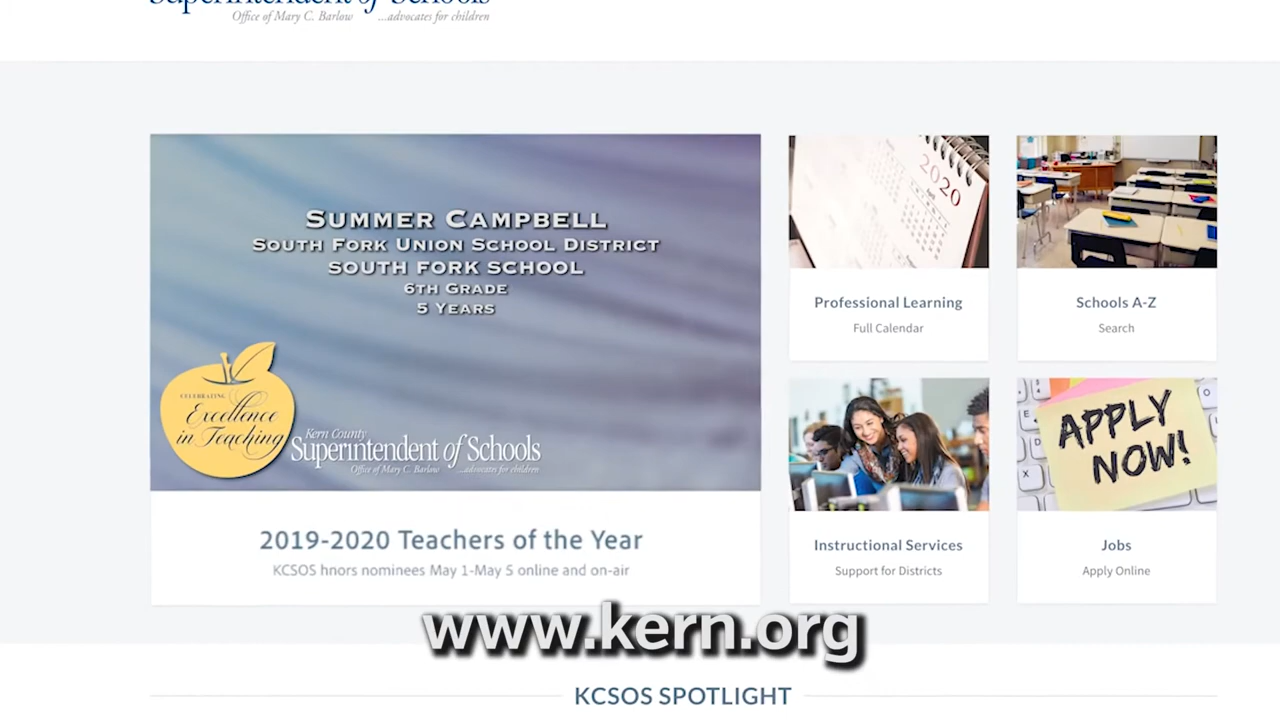 Superintendent of Schools
Office of Mary C. Barlow ...advocates for children
SUMMER CAMPBELL
SOUTH FORK UNION SCHOOL DISTRICT
SOUTH FORK SCHOOL
6TH GRADE
5 YEARS
CELEBRATING
Excellence
in Teaching
Kern County
Superintendent of Schools
Office of Mary C. Barlow ...advocates for children
2019-2020 Teachers of the Year
KCSOS hnors nominees May 1-May 5 online and on-air
2020
Professional Learning
Full Calendar
Schools A-Z
Search
Instructional Services
Support for Districts
APPLY
NOW!
Jobs
Apply Online
www.kern.org
KCSOS SPOTLIGHT